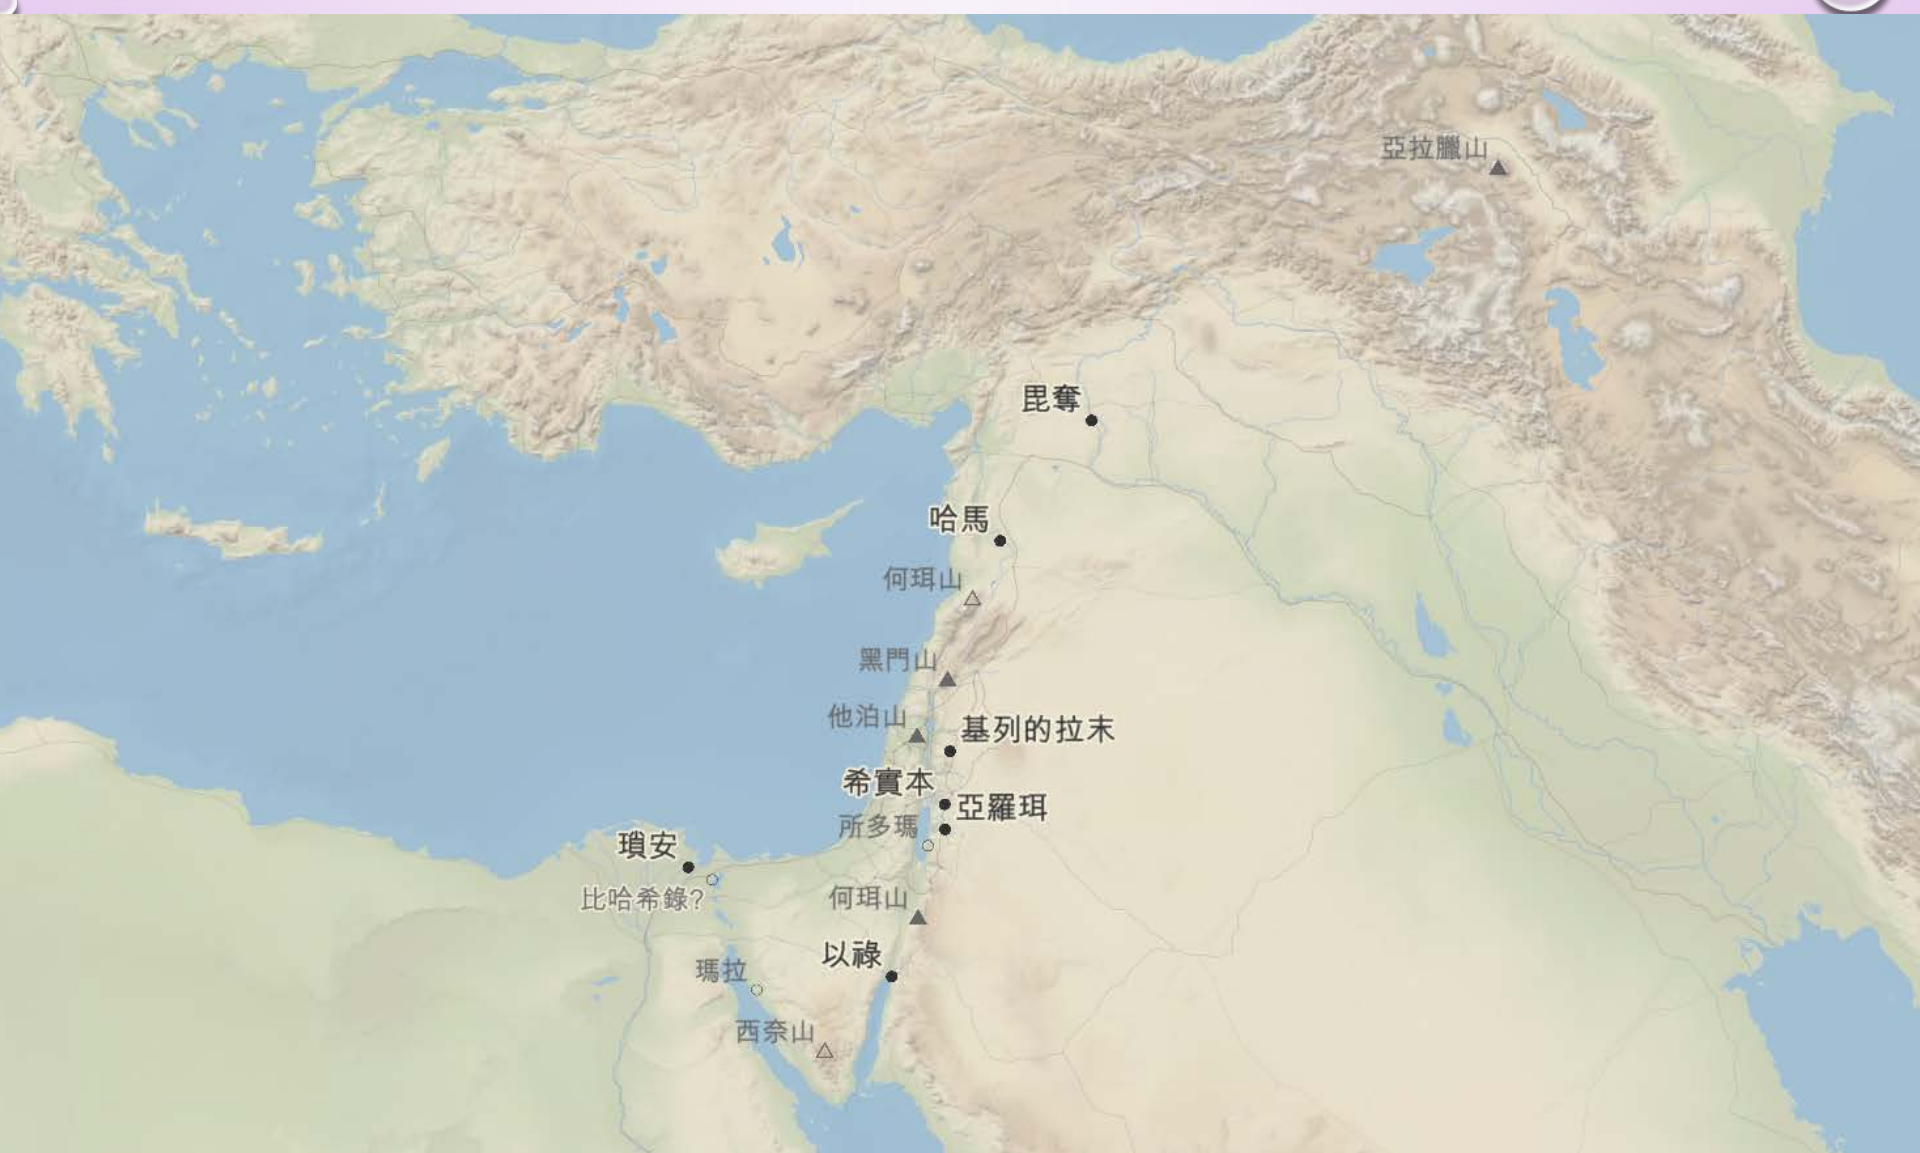 亞拉臘山
毘奪
哈馬
何珥山
黑門山
他泊山
基列的拉末
希實本
亞羅珥
所多瑪
瑣安
比哈希錄?
何珥山
以祿
瑪拉
西奈山